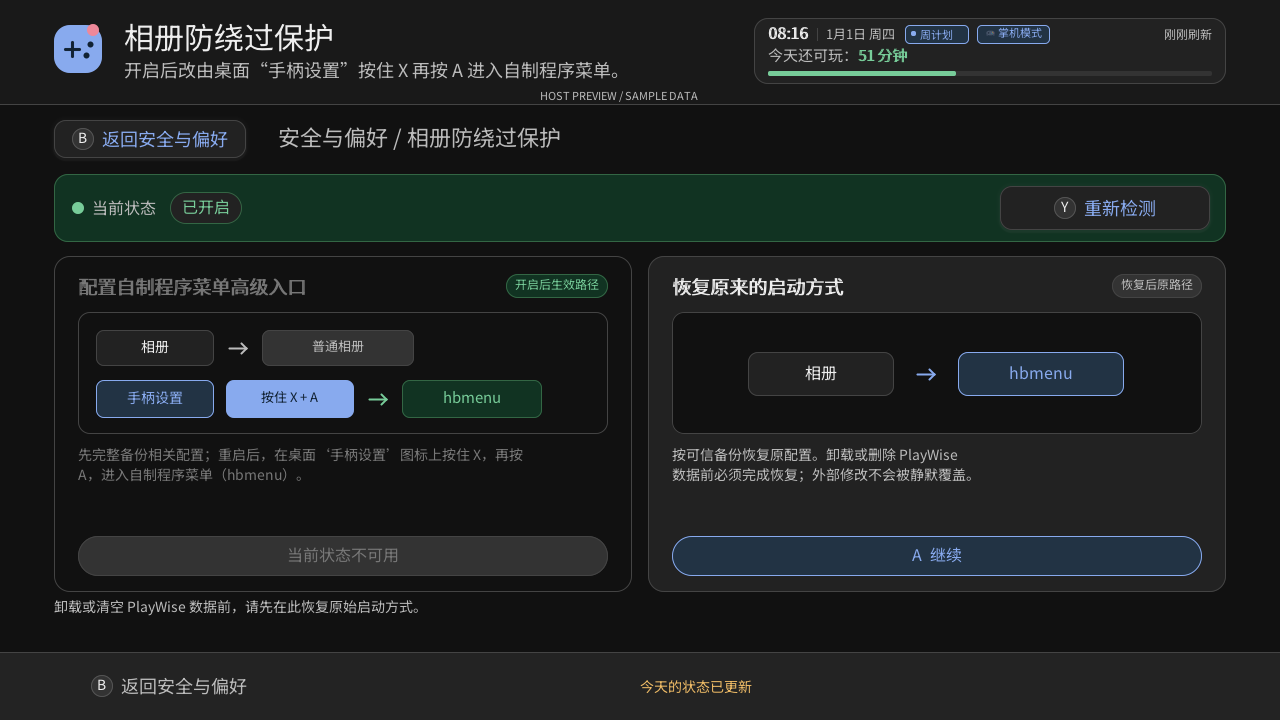 相册防绕过保护
开启后改由桌面“手柄设置”按住 X 再按 A 进入自制程序菜单。
08:16 1月1日 周四 周计划 掌机模式 刚刚刷新
今天还可玩：51 分钟
HOST PREVIEW / SAMPLE DATA
B 返回安全与偏好 安全与偏好 / 相册防绕过保护
当前状态 已开启 Y 重新检测
配置自制程序菜单高级入口 开启后生效路径
相册 → 普通相册
手柄设置 按住 X + A → hbmenu
先完整备份相关配置；重启后，在桌面‘手柄设置’图标上按住 X，再按
A，进入自制程序菜单（hbmenu）。
当前状态不可用
恢复原来的启动方式 恢复后原路径
相册 → hbmenu
按可信备份恢复原配置。卸载或删除 PlayWise
数据前必须完成恢复；外部修改不会被静默覆盖。
A 继续
卸载或清空 PlayWise 数据前，请先在此恢复原始启动方式。
B 返回安全与偏好 今天的状态已更新